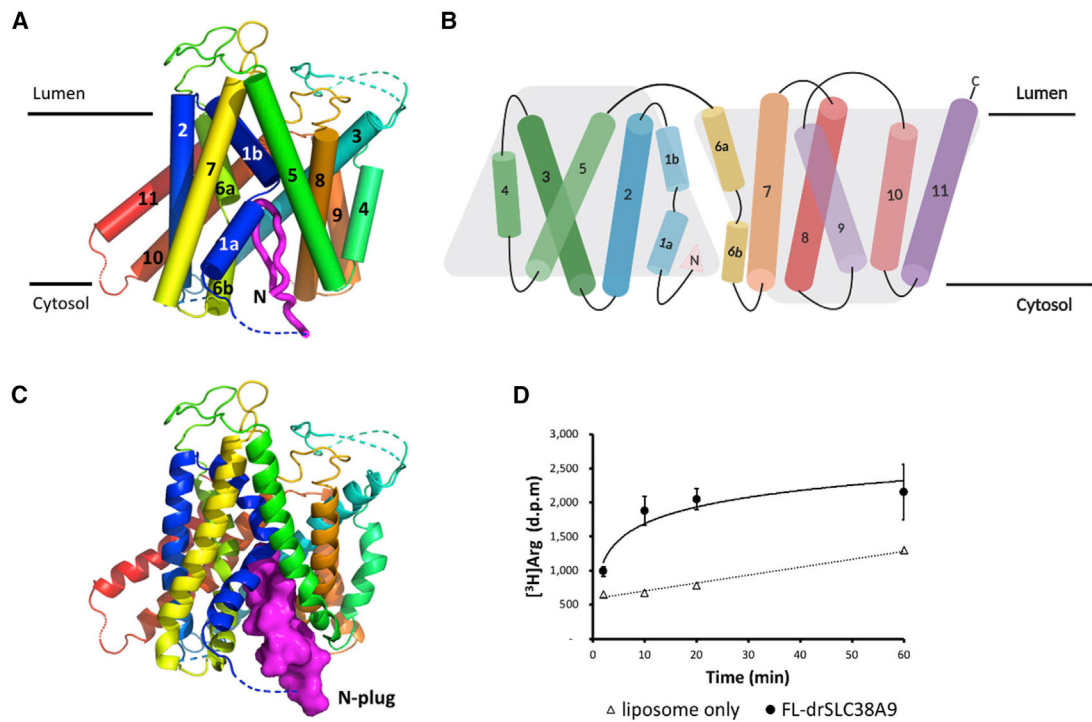 A
Lumen
Cytosol
2
7
1b
6a
5
3
8
4
9
11
10
1a
6b
N
B
Lumen
Cytosol
C
4
3
5
2
1b
1a
N
6a
6b
7
8
9
10
11
C
N-plug
D
[³H]Arg (d.p.m)
3,000
2,500
2,000
1,500
1,000
500
-
0 10 20 30 40 50 60
Time (min)
△ liposome only ● FL-drSLC38A9